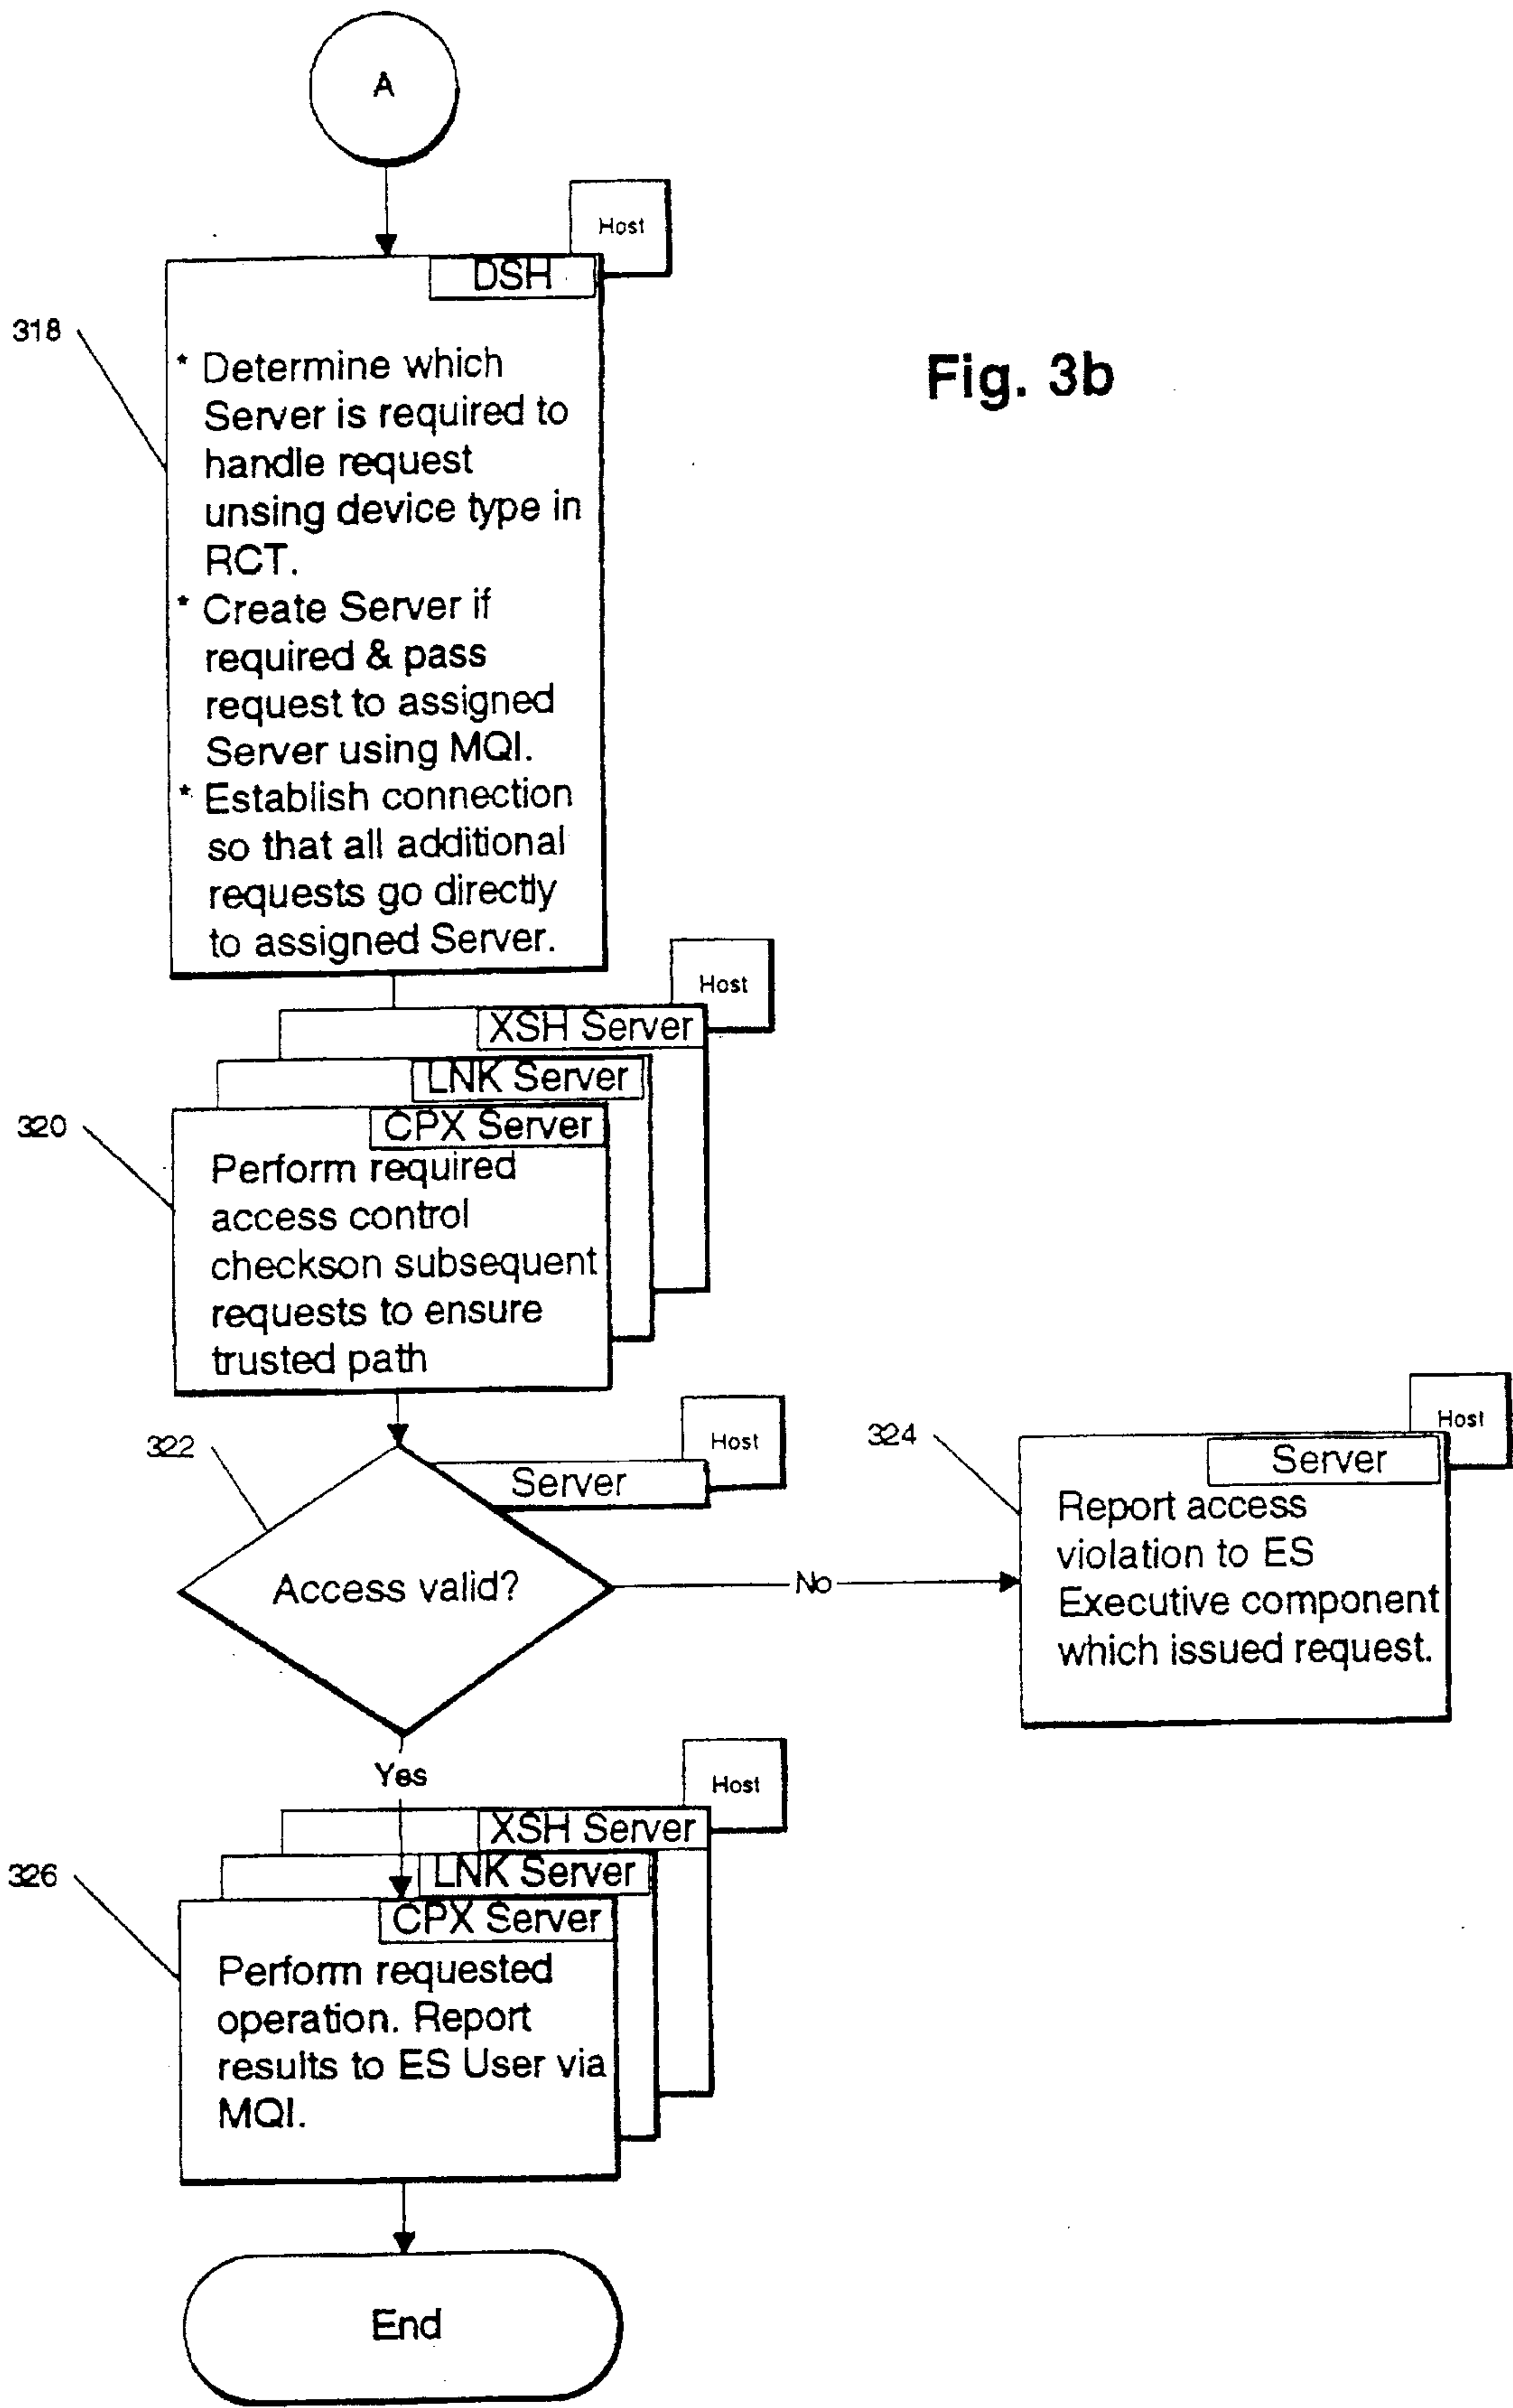 A
Host
DSH
318
* Determine which
Server is required to
handle request
unsing device type in
RCT.
* Create Server if
required & pass
request to assigned
Server using MQI.
* Establish connection
so that all additional
requests go directly
to assigned Server.
Fig. 3b
Host
XSH Server
LNK Server
CPX Server
320
Perform required
access control
checkson subsequent
requests to ensure
trusted path
322
Host
Server
Access valid?
No
324
Host
Server
Report access
violation to ES
Executive component
which issued request.
Yes
Host
XSH Server
LNK Server
CPX Server
326
Perform requested
operation. Report
results to ES User via
MQI.
End